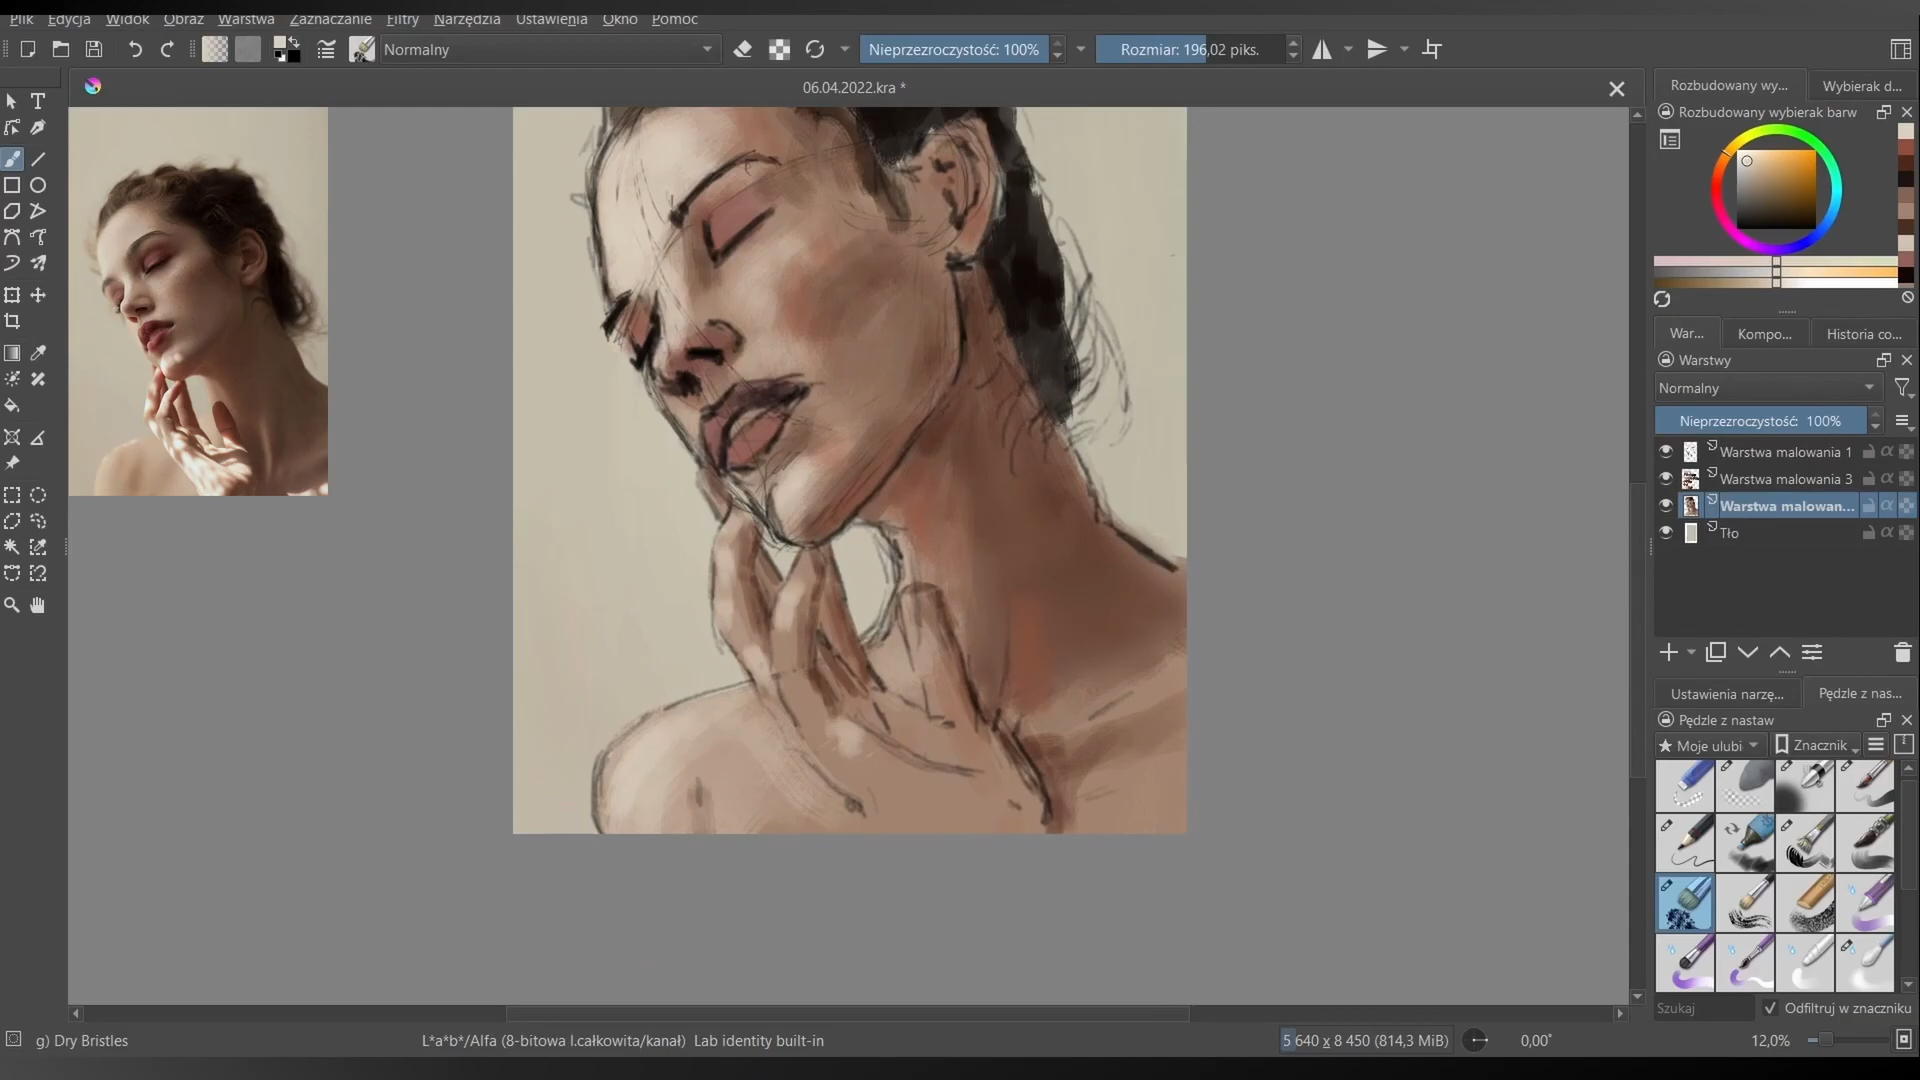 Plik Edycja Widok Obraz Warstwa Zaznaczanie Filtry Narzędzia Ustawienia Okno Pomoc
Normalny
Nieprzezroczystość: 100%
Rozmiar: 196,02 piks.
06.04.2022.kra *
Rozbudowany wy...
Wybierak d...
Rozbudowany wybierak barw
War...
Kompo...
Historia co...
Warstwy
Normalny
Nieprzezroczystość: 100%
Warstwa malowania 1
Warstwa malowania 3
Warstwa malowan...
Tło
Ustawienia narzę...
Pędzle z nas...
Pędzle z nastaw
Moje ulubi
Znacznik
Szukaj
Odfiltruj w znaczniku
g) Dry Bristles
L*a*b*/Alfa (8-bitowa l.całkowita/kanał) Lab identity built-in
5 640 x 8 450 (814,3 MiB)
0,00°
12,0%